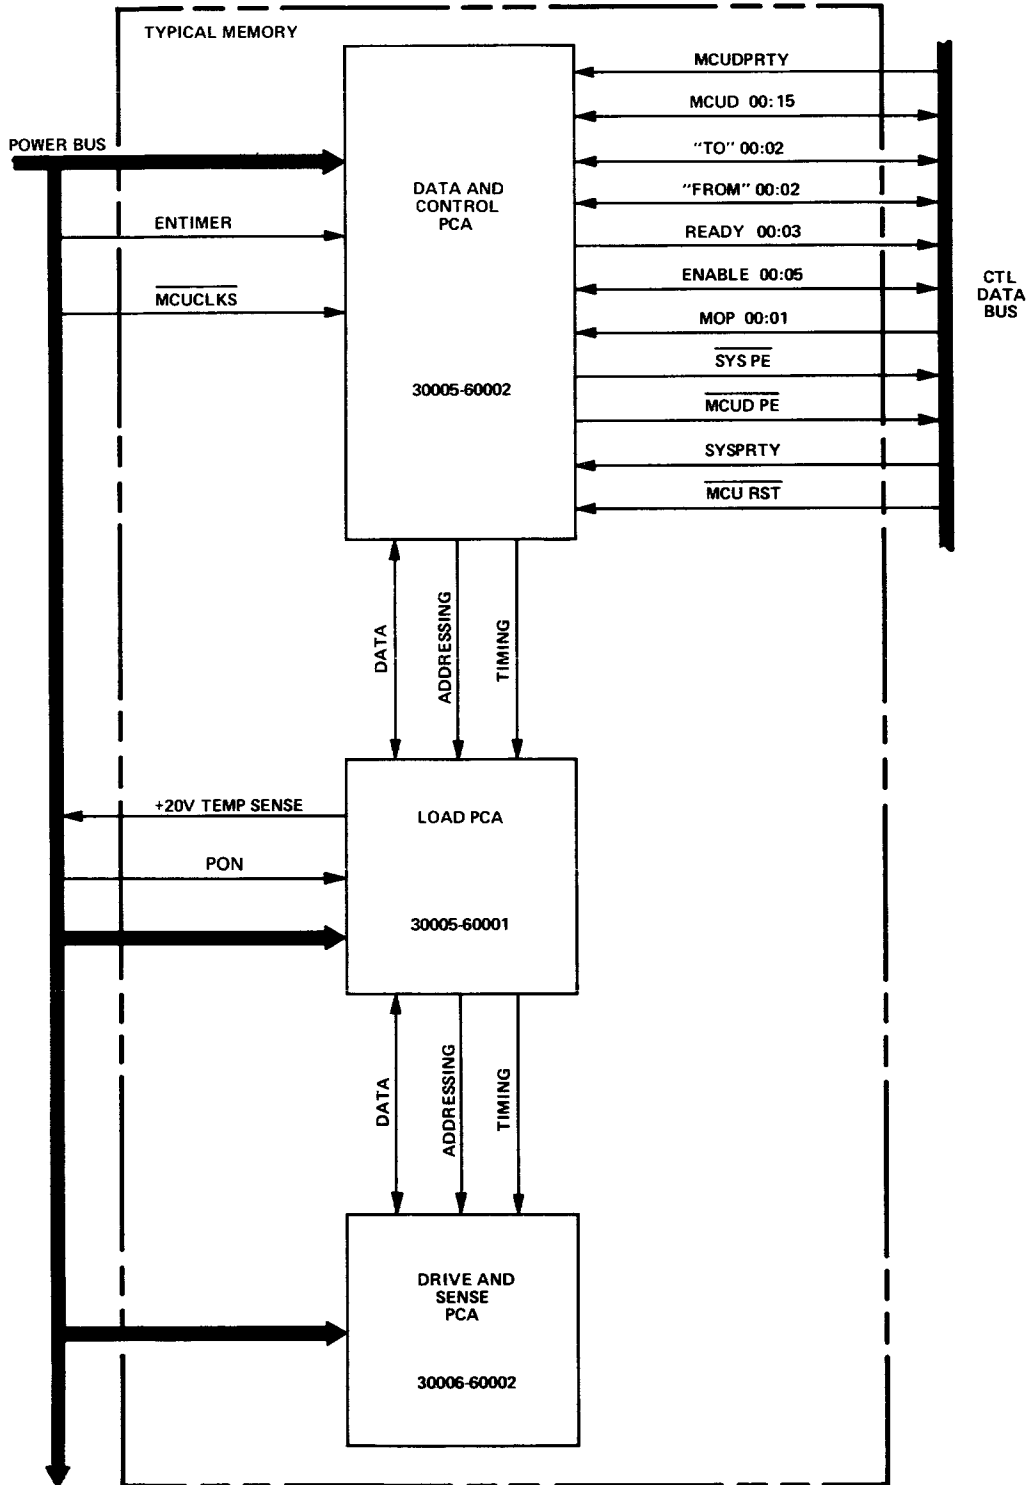 TYPICAL MEMORY
POWER BUS
ENTIMER
MCUCLKS
DATA AND
CONTROL
PCA
30005-60002
MCUDPRTY
MCUD 00:15
"TO" 00:02
"FROM" 00:02
READY 00:03
ENABLE 00:05
MOP 00:01
SYS PE
MCUD PE
SYSPRTY
MCU RST
CTL
DATA
BUS
DATA
ADDRESSING
TIMING
+20V TEMP SENSE
PON
LOAD PCA
30005-60001
DATA
ADDRESSING
TIMING
DRIVE AND
SENSE
PCA
30006-60002